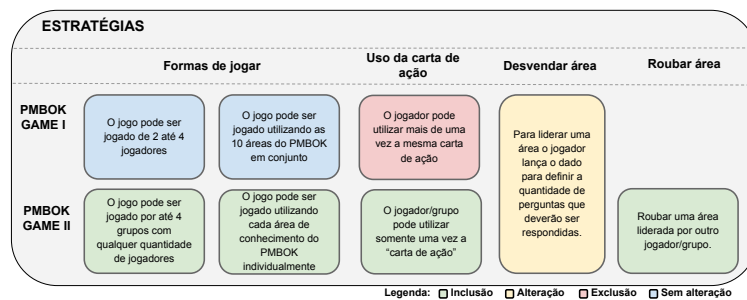 ESTRATÉGIAS
Formas de jogar
Uso da carta de
ação
Desvendar área
Roubar área
PMBOK
GAME I
O jogo pode ser
jogado de 2 até 4
jogadores
O jogo pode ser
jogado utilizando as
10 áreas do PMBOK
em conjunto
O jogador pode
utilizar mais de uma
vez a mesma carta
de ação
Para liderar uma
área o jogador
lança o dado
para definir a
quantidade de
perguntas que
deverão ser
respondidas.
PMBOK
GAME II
O jogo pode ser
jogado por até 4
grupos com
qualquer quantidade
de jogadores
O jogo pode ser
jogado utilizando
cada área de
conhecimento do
PMBOK
individualmente
O jogador/grupo
pode utilizar
somente uma vez a
“carta de ação”
Roubar uma área
liderada por outro
jogador/grupo.
Legenda: Inclusão Alteração Exclusão Sem alteração